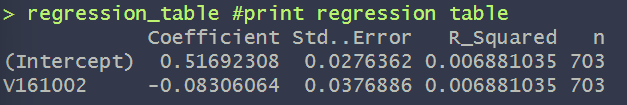 > regression_table #print regression table
Coefficient Std..Error R_Squared n
(Intercept) 0.51692308 0.0276362 0.006881035 703
V161002 -0.08306064 0.0376886 0.006881035 703